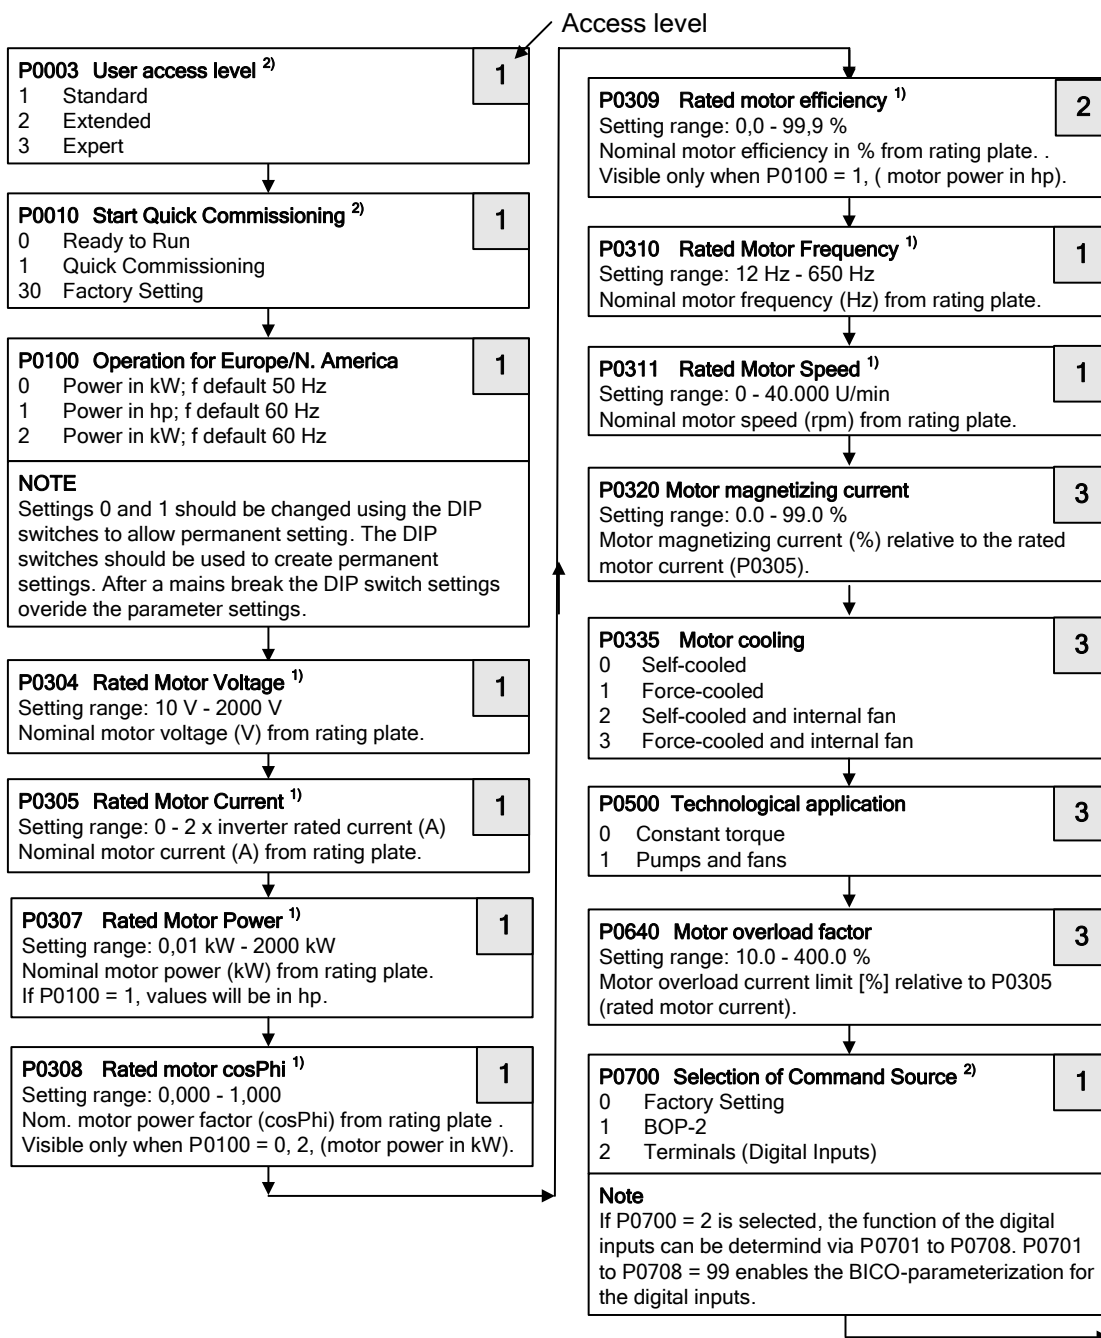 Access level
P0003 User access level 2)
1
1 Standard
2 Extended
3 Expert
P0010 Start Quick Commissioning 2)
1
0 Ready to Run
1 Quick Commissioning
30 Factory Setting
P0100 Operation for Europe/N. America
1
0 Power in kW; f default 50 Hz
1 Power in hp; f default 60 Hz
2 Power in kW; f default 60 Hz
NOTE
Settings 0 and 1 should be changed using the DIP
switches to allow permanent setting. The DIP
switches should be used to create permanent
settings. After a mains break the DIP switch settings
overide the parameter settings.
P0304 Rated Motor Voltage 1)
1
Setting range: 10 V - 2000 V
Nominal motor voltage (V) from rating plate.
P0305 Rated Motor Current 1)
1
Setting range: 0 - 2 x inverter rated current (A)
Nominal motor current (A) from rating plate.
P0307 Rated Motor Power 1)
1
Setting range: 0,01 kW - 2000 kW
Nominal motor power (kW) from rating plate.
If P0100 = 1, values will be in hp.
P0308 Rated motor cosPhi 1)
1
Setting range: 0,000 - 1,000
Nom. motor power factor (cosPhi) from rating plate .
Visible only when P0100 = 0, 2, (motor power in kW).
P0309 Rated motor efficiency 1)
2
Setting range: 0,0 - 99,9 %
Nominal motor efficiency in % from rating plate. .
Visible only when P0100 = 1, ( motor power in hp).
P0310 Rated Motor Frequency 1)
1
Setting range: 12 Hz - 650 Hz
Nominal motor frequency (Hz) from rating plate.
P0311 Rated Motor Speed 1)
1
Setting range: 0 - 40.000 U/min
Nominal motor speed (rpm) from rating plate.
P0320 Motor magnetizing current
3
Setting range: 0.0 - 99.0 %
Motor magnetizing current (%) relative to the rated
motor current (P0305).
P0335 Motor cooling
3
0 Self-cooled
1 Force-cooled
2 Self-cooled and internal fan
3 Force-cooled and internal fan
P0500 Technological application
3
0 Constant torque
1 Pumps and fans
P0640 Motor overload factor
3
Setting range: 10.0 - 400.0 %
Motor overload current limit [%] relative to P0305
(rated motor current).
P0700 Selection of Command Source 2)
1
0 Factory Setting
1 BOP-2
2 Terminals (Digital Inputs)
Note
If P0700 = 2 is selected, the function of the digital
inputs can be determind via P0701 to P0708. P0701
to P0708 = 99 enables the BICO-parameterization for
the digital inputs.